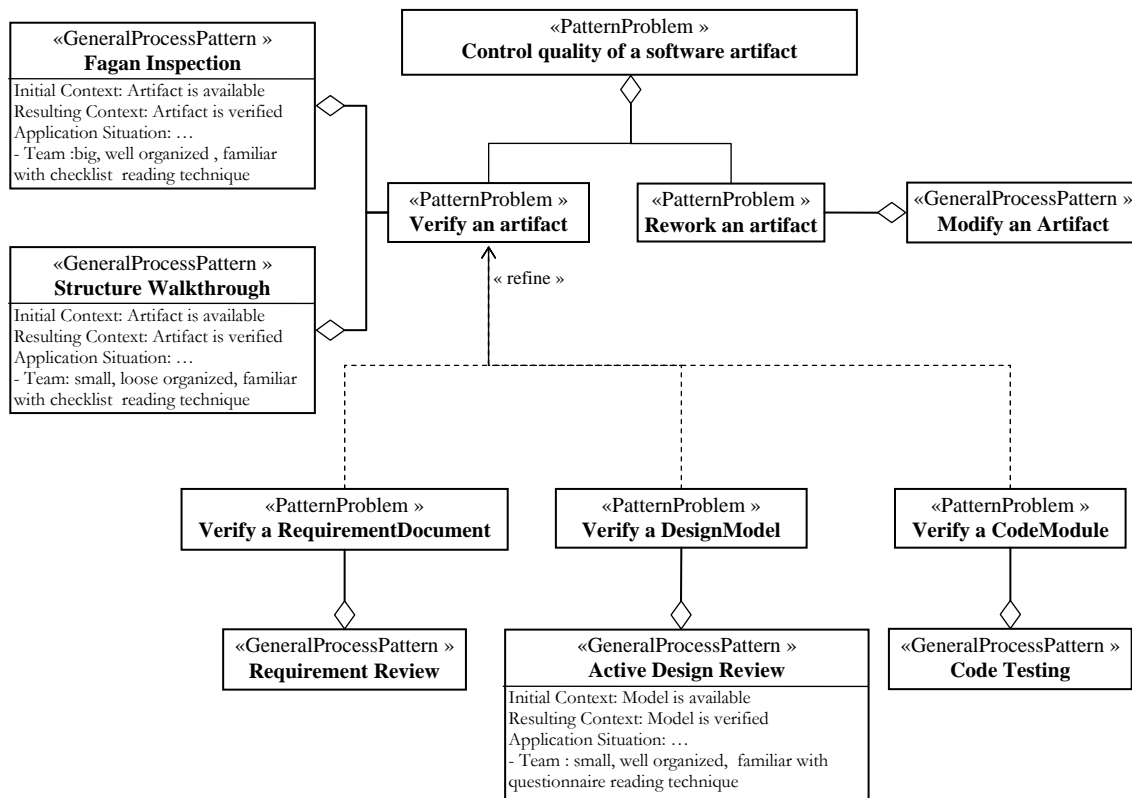 «GeneralProcessPattern »
Fagan Inspection
Initial Context: Artifact is available
Resulting Context: Artifact is verified
Application Situation: …
- Team :big, well organized , familiar
with checklist  reading technique
«PatternProblem »
Control quality of a software artifact
«PatternProblem »
Verify an artifact
«PatternProblem »
Rework an artifact
«GeneralProcessPattern »
Modify an Artifact
«GeneralProcessPattern »
Structure Walkthrough
Initial Context: Artifact is available
Resulting Context: Artifact is verified
Application Situation: …
- Team: small, loose organized, familiar
with checklist  reading technique
« refine »
«PatternProblem »
Verify a RequirementDocument
«PatternProblem »
Verify a DesignModel
«PatternProblem »
Verify a CodeModule
«GeneralProcessPattern »
Requirement Review
«GeneralProcessPattern »
Active Design Review
Initial Context: Model is available
Resulting Context: Model is verified
Application Situation: …
- Team : small, well organized,  familiar with
questionnaire reading technique
«GeneralProcessPattern »
Code Testing